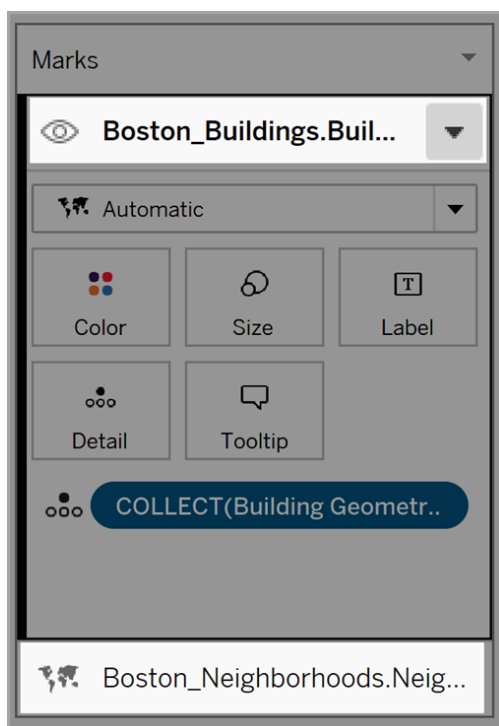 Marks
Boston_Buildings.Buil...
Automatic
Color Size Label
Detail Tooltip
COLLECT(Building Geometr..
Boston_Neighborhoods.Neig...